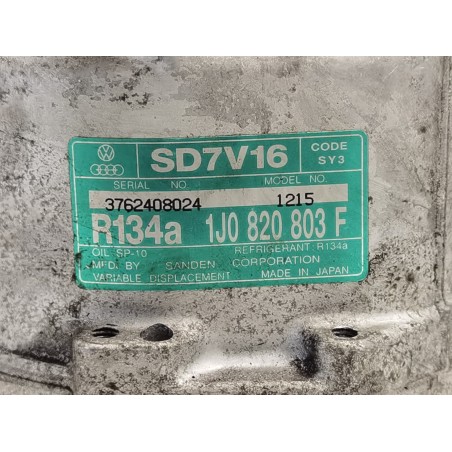 SD7V16
CODE
SY3
SERIAL NO. MODEL NO.
3762408024 1215
R134a 1J0 820 803 F
OIL SP-10 REFRIGERANT R134a
MFD. BY SANDEN CORPORATION
VARIABLE DISPLACEMENT MADE IN JAPAN